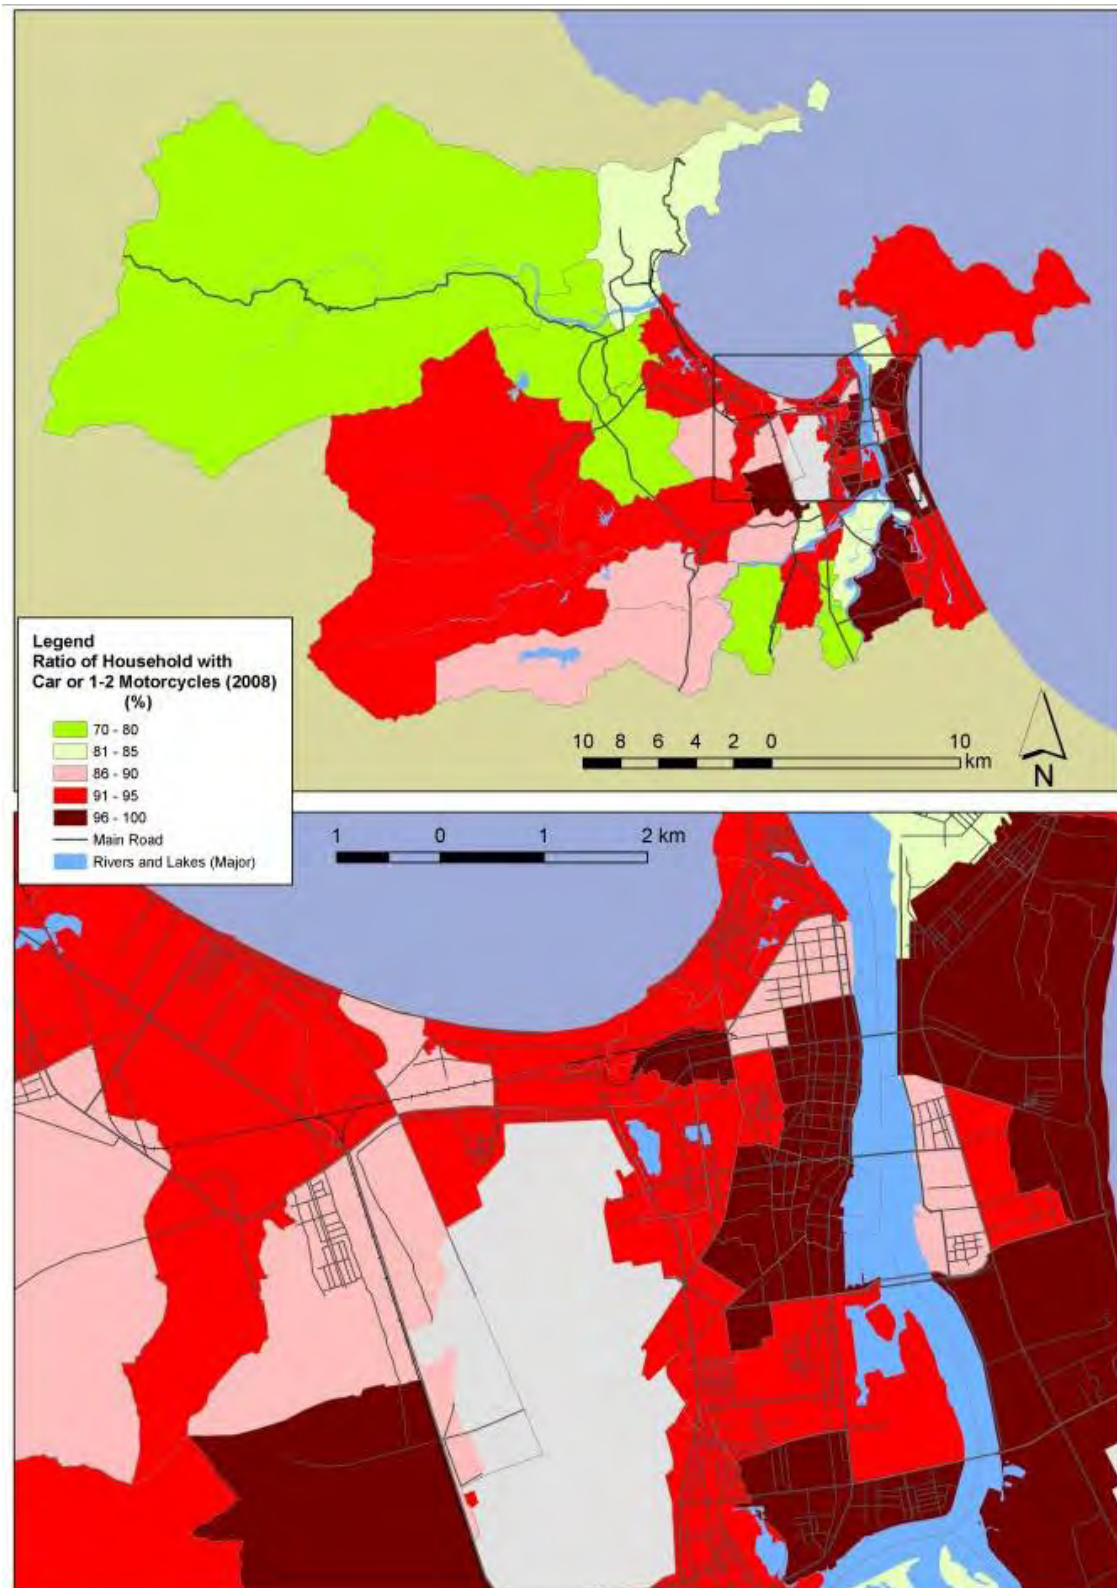 Legend
Ratio of Household with
Car or 1-2 Motorcycles (2008)
(%)
70 - 80
81 - 85
86 - 90
91 - 95
96 - 100
Main Road
Rivers and Lakes (Major)
10 8 6 4 2 0 10
km
N
1 0 1 2 km